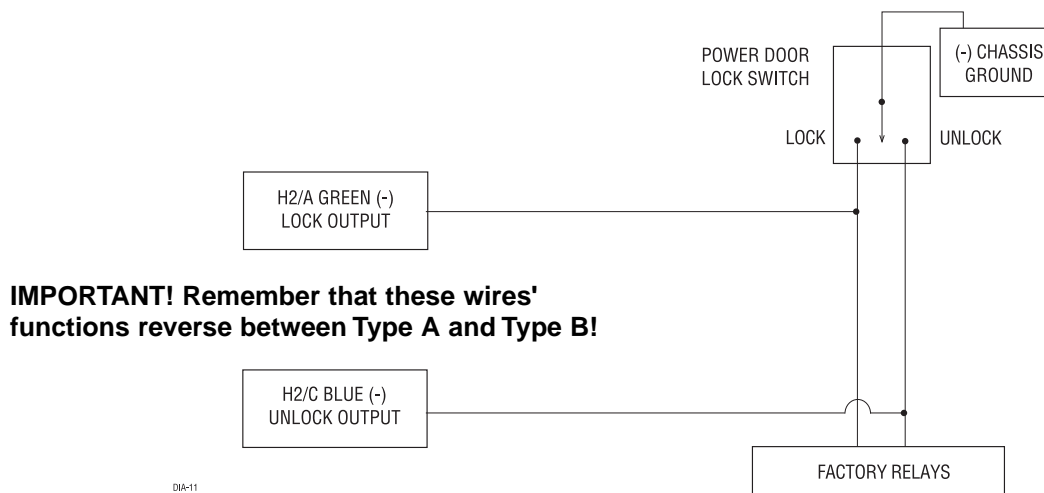 POWER DOOR
LOCK SWITCH
(-) CHASSIS
GROUND
LOCK
UNLOCK
H2/A GREEN (-)
LOCK OUTPUT
IMPORTANT! Remember that these wires'
functions reverse between Type A and Type B!
H2/C BLUE (-)
UNLOCK OUTPUT
FACTORY RELAYS
DIA-11